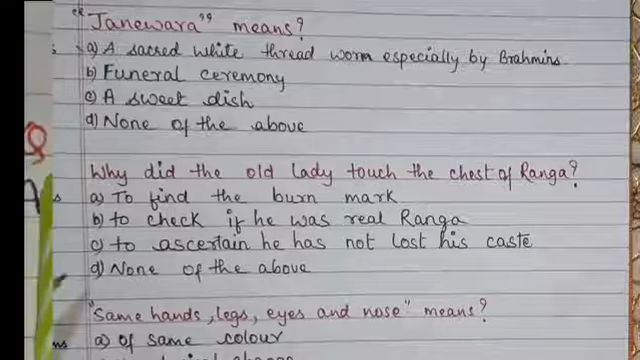 "Janewara" means?
a) A sacred white thread worn especially by Brahmins.
b) Funeral ceremony
c) A sweet dish
d) None of the above
Why did the old lady touch the chest of Ranga?
a) To find the burn mark
b) to check if he was real Ranga
c) to ascertain he has not lost his caste
d) None of the above
"Same hands, legs, eyes and nose" means?
a) of same colour